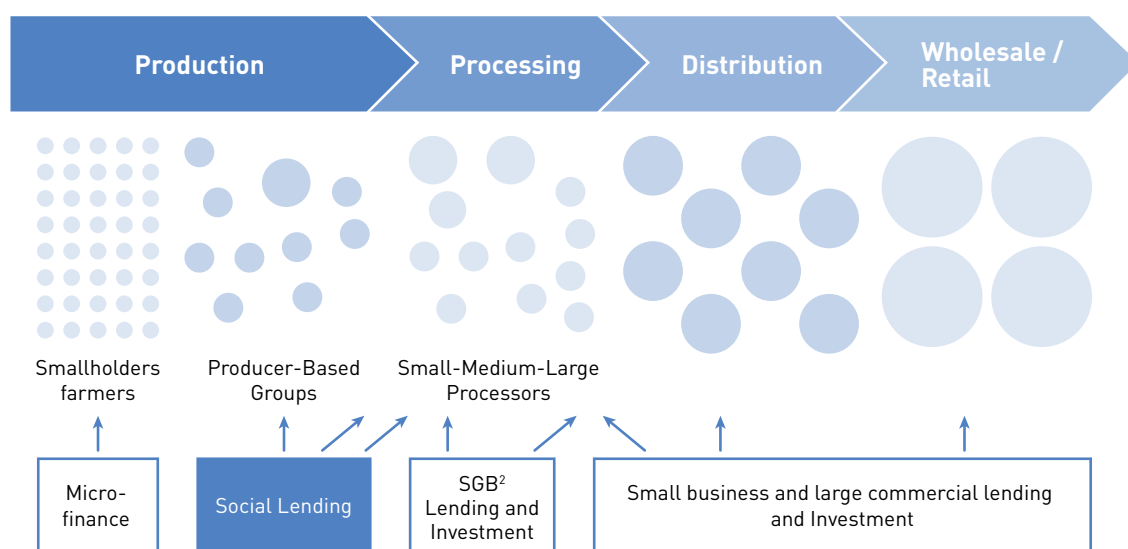 Production
Processing
Distribution
Wholesale /
Retail
Smallholders
farmers
Producer-Based
Groups
Small-Medium-Large
Processors
Micro-
finance
Social Lending
SGB²
Lending and
Investment
Small business and large commercial lending
and Investment